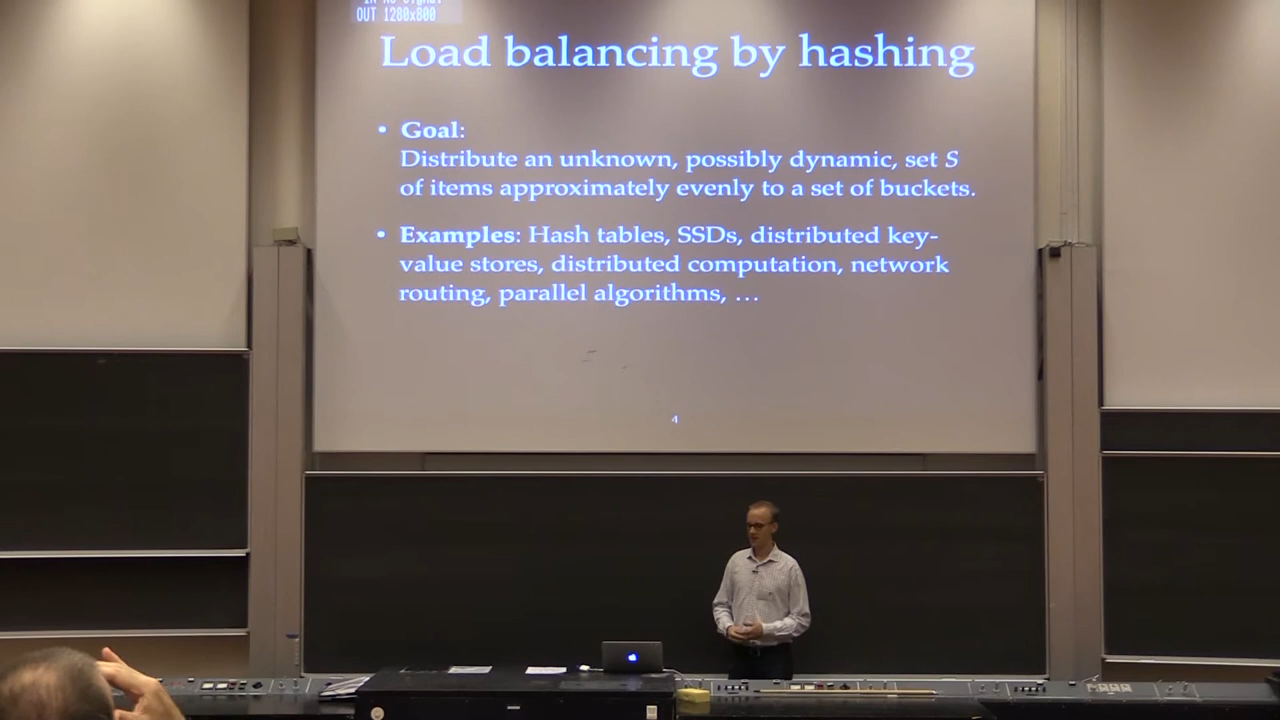 OUT 1280x800
Load balancing by hashing
• Goal:
Distribute an unknown, possibly dynamic, set S
of items approximately evenly to a set of buckets.
• Examples: Hash tables, SSDs, distributed key-
value stores, distributed computation, network
routing, parallel algorithms, …
4